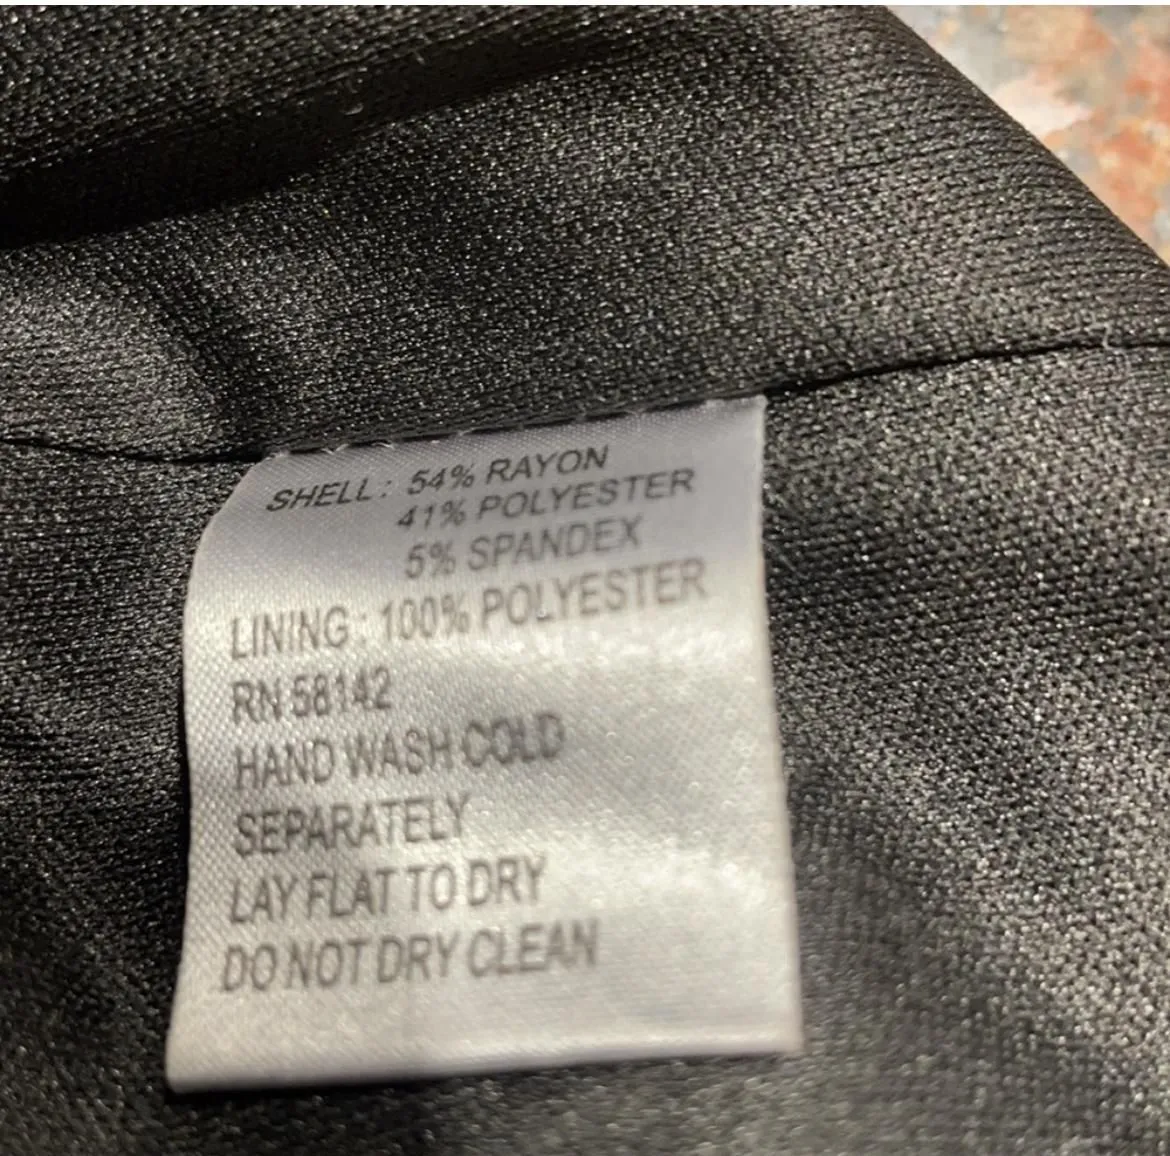 SHELL: 54% RAYON
41% POLYESTER
5% SPANDEX
LINING: 100% POLYESTER
RN 58142
HAND WASH COLD
SEPARATELY
LAY FLAT TO DRY
DO NOT DRY CLEAN